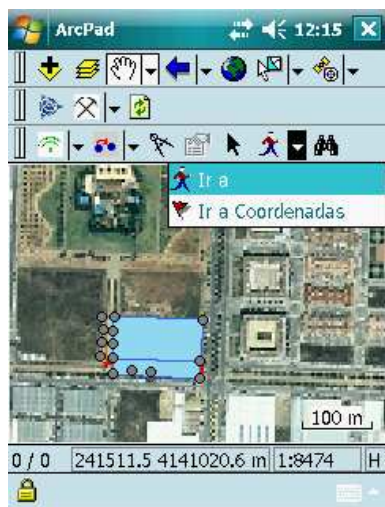 ArcPad 12:15
Ir a
Ir a Coordenadas
100 m
0 / 0 241511.5 4141020.6 m 1:8474 H